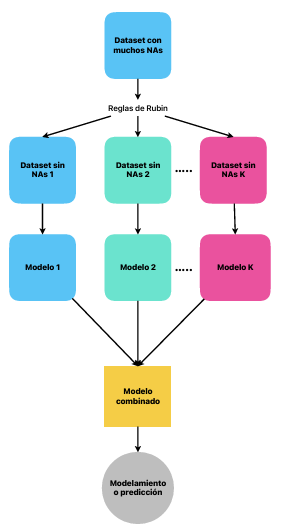 Dataset con
muchos NAs
Reglas de Rubin
Dataset sin
NAs 1
Dataset sin
NAs 2
.....
Dataset sin
NAs K
Modelo 1
Modelo 2
.....
Modelo K
Modelo
combinado
Modelamiento
o predicción